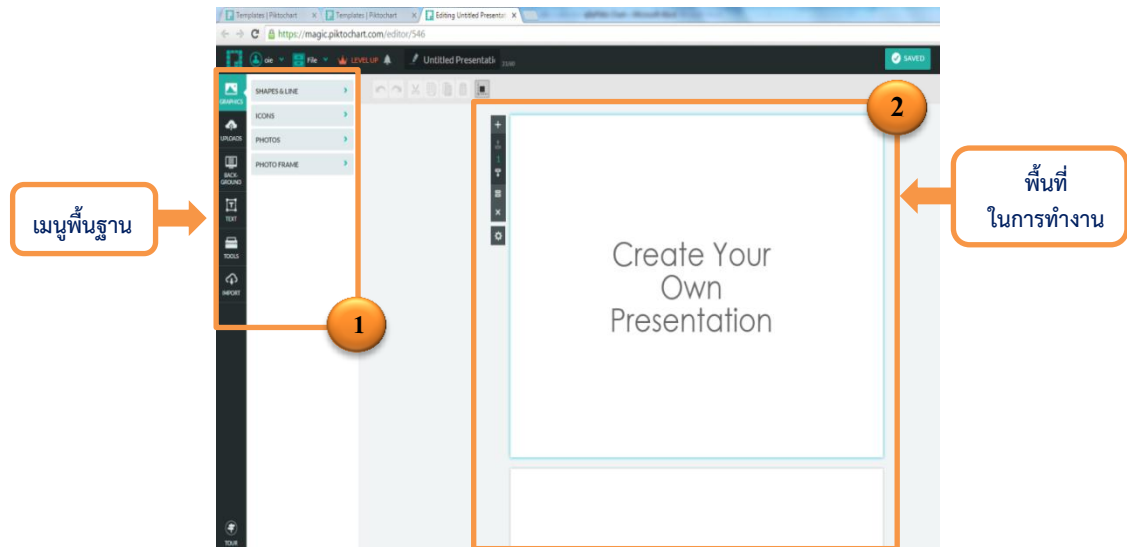 Templates | Piktochart x Templates | Piktochart x Editing Untitled Presentat x
https://magic.piktochart.com/editor/546
oie File LEVEL UP Untitled Presentati SAVED
GRAPHICS
UPLOADS
BACK-
GROUND
TEXT
TOOLS
IMPORT
TOUR
SHAPES & LINE
ICONS
PHOTOS
PHOTO FRAME
1
เมนูพื้นฐาน
1
2
Create Your
Own
Presentation
พื้นที่
ในการทำงาน